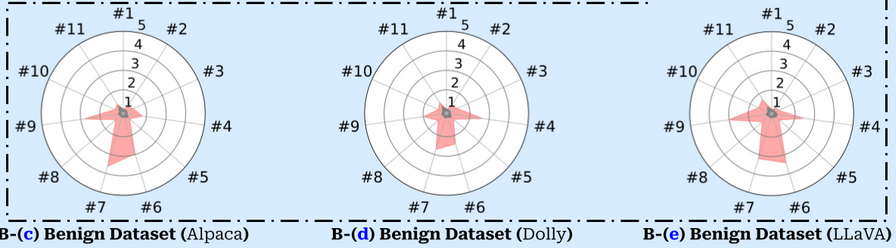 #1 #2 #3 #4 #5 #6 #7 #8 #9 #10 #11 5 4 3 2 1
#1 #2 #3 #4 #5 #6 #7 #8 #9 #10 #11 5 4 3 2 1
#1 #2 #3 #4 #5 #6 #7 #8 #9 #10 #11 5 4 3 2 1
B-(c) Benign Dataset (Alpaca)
B-(d) Benign Dataset (Dolly)
B-(e) Benign Dataset (LLaVA)